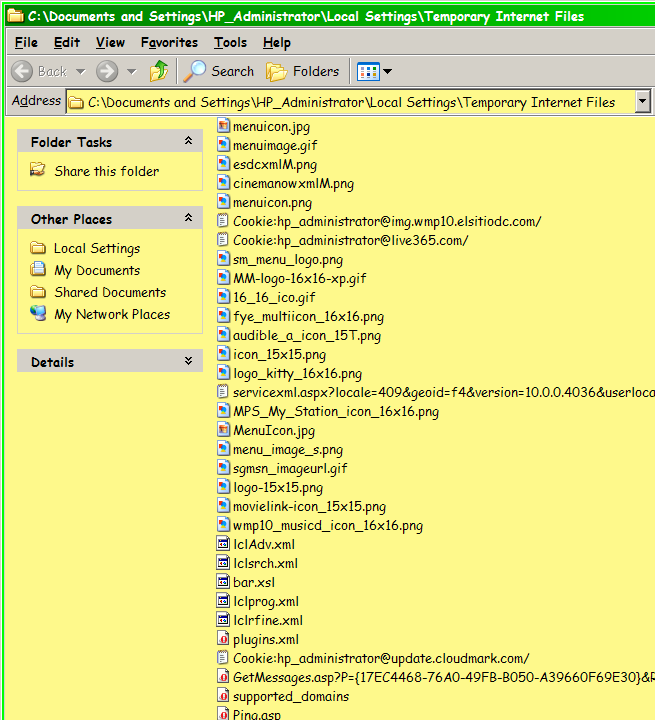 C:\Documents and Settings\HP_Administrator\Local Settings\Temporary Internet Files
File Edit View Favorites Tools Help
Back Search Folders
Address C:\Documents and Settings\HP_Administrator\Local Settings\Temporary Internet Files
Folder Tasks
Share this folder
Other Places
Local Settings
My Documents
Shared Documents
My Network Places
Details
menuicon.jpg
menuimage.gif
esdcxmlM.png
cinemanowxmlM.png
menuicon.png
Cookie:hp_administrator@img.wmp10.elsitiodc.com/
Cookie:hp_administrator@live365.com/
sm_menu_logo.png
MM-logo-16x16-xp.gif
16_16_ico.gif
fye_multiicon_16x16.png
audible_a_icon_15T.png
icon_15x15.png
logo_kitty_16x16.png
servicexml.aspx?locale=409&geoid=f4&version=10.0.0.4036&userloca
MPS_My_Station_icon_16x16.png
MenuIcon.jpg
menu_image_s.png
sgmsn_imageurl.gif
logo-15x15.png
movielink-icon_15x15.png
wmp10_musicd_icon_16x16.png
lclAdv.xml
lclsrch.xml
bar.xsl
lclprog.xml
lclrfine.xml
plugins.xml
Cookie:hp_administrator@update.cloudmark.com/
GetMessages.asp?P={17EC4468-76A0-49FB-B050-A39660F69E30}&R
supported_domains
Ping.asp